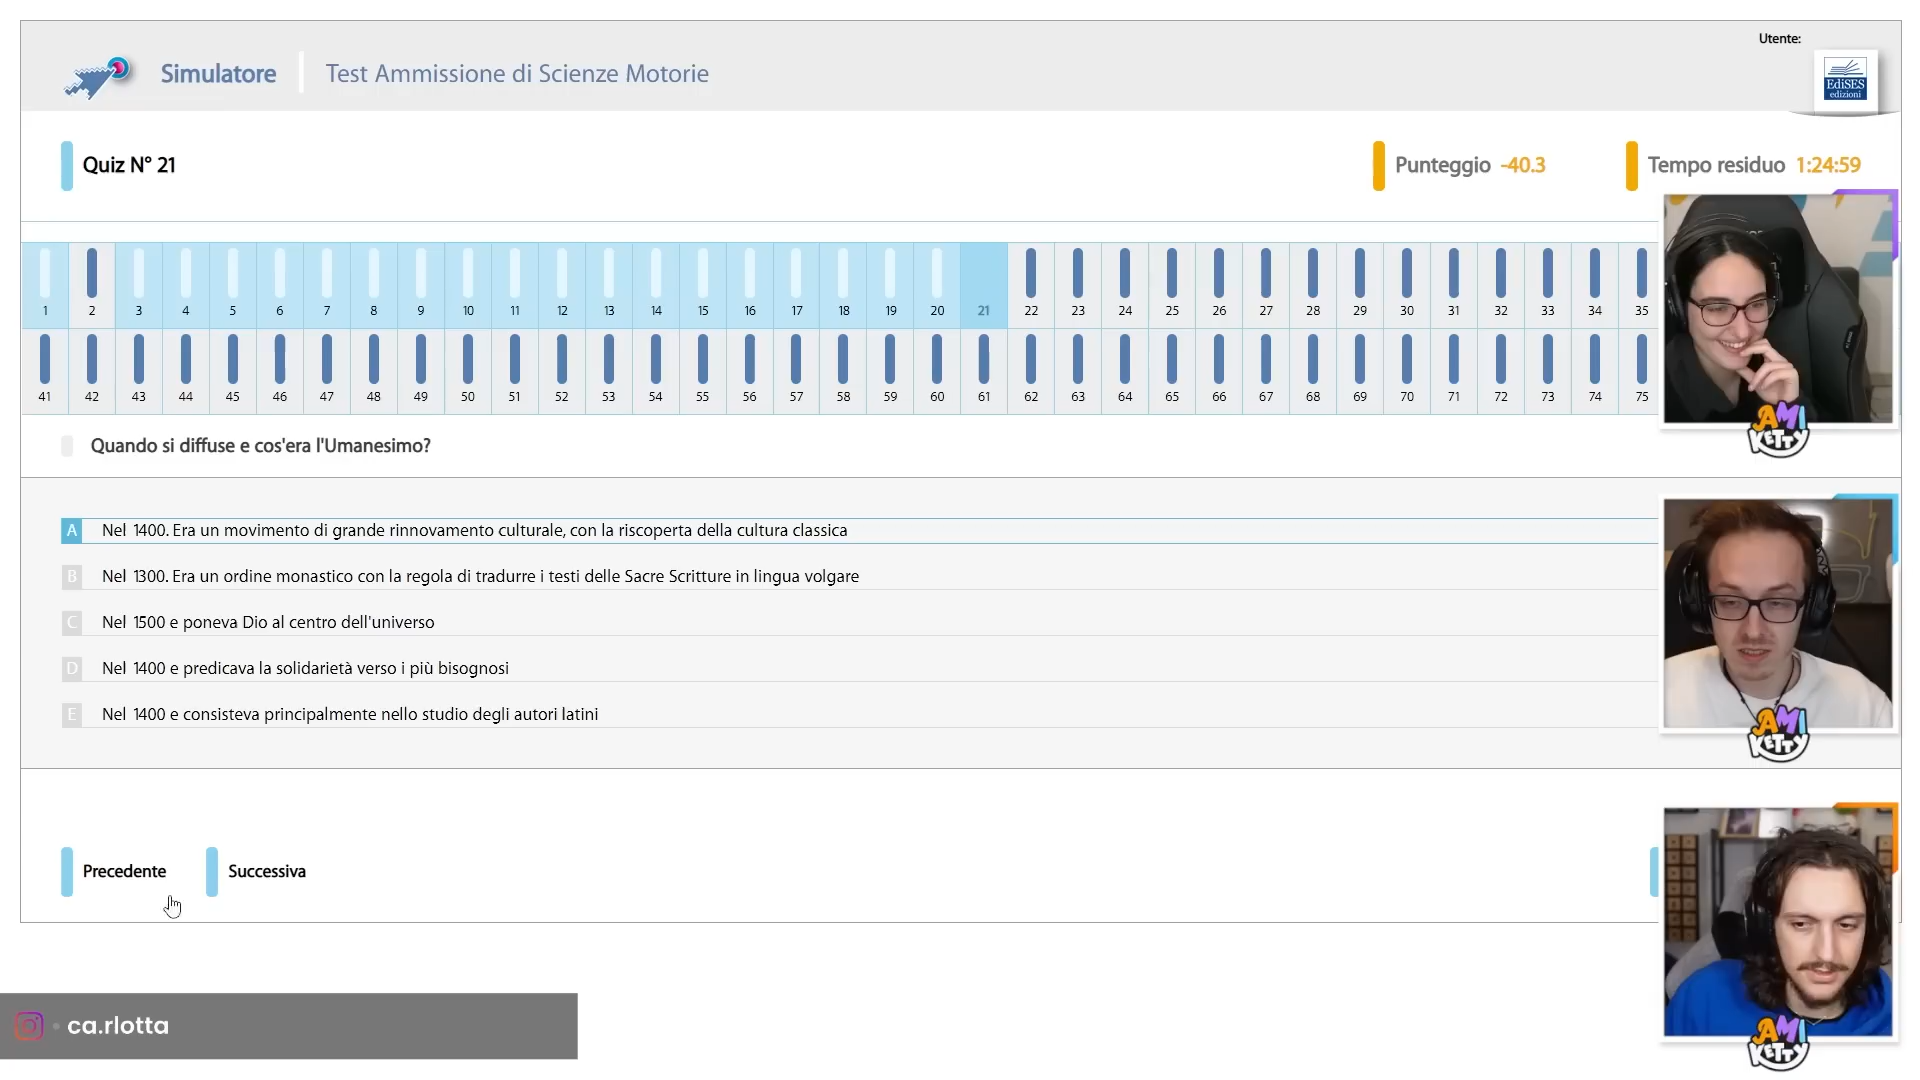 Utente:
Simulatore
Test Ammissione di Scienze Motorie
EdiSES
edizioni
Quiz N° 21
Punteggio -40.3
Tempo residuo 1:24:59
1 2 3 4 5 6 7 8 9 10 11 12 13 14 15 16 17 18 19 20 21 22 23 24 25 26 27 28 29 30 31 32 33 34 35
41 42 43 44 45 46 47 48 49 50 51 52 53 54 55 56 57 58 59 60 61 62 63 64 65 66 67 68 69 70 71 72 73 74 75
AMI
KETTY
Quando si diffuse e cos'era l'Umanesimo?
A Nel 1400. Era un movimento di grande rinnovamento culturale, con la riscoperta della cultura classica
B Nel 1300. Era un ordine monastico con la regola di tradurre i testi delle Sacre Scritture in lingua volgare
C Nel 1500 e poneva Dio al centro dell'universo
D Nel 1400 e predicava la solidarietà verso i più bisognosi
E Nel 1400 e consisteva principalmente nello studio degli autori latini
AMI
KETTY
Precedente
Successiva
ca.rlotta
AMI
KETTY